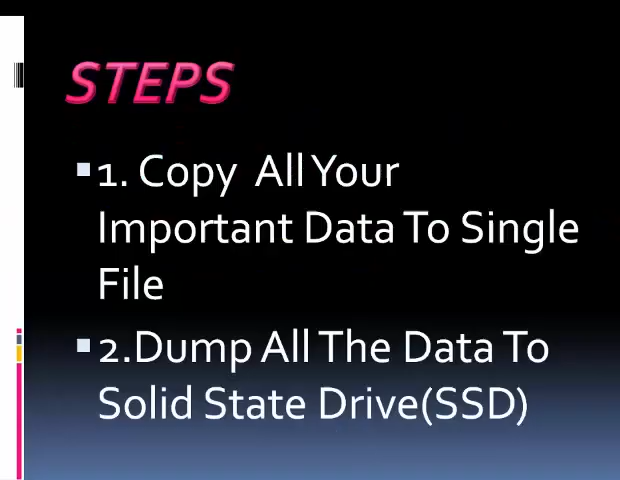 STEPS
1. Copy All Your
Important Data To Single
File
2.Dump All The Data To
Solid State Drive(SSD)